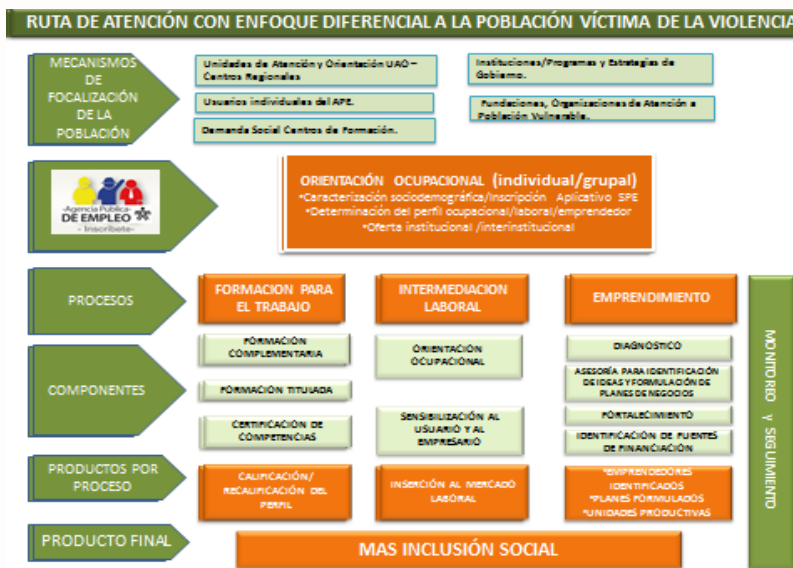 RUTA DE ATENCIÓN CON ENFOQUE DIFERENCIAL A LA POBLACIÓN VÍCTIMA DE LA VIOLENCIA
MECANISMOS
DE
FOCALIZACIÓN
DE LA
POBLACIÓN
Unidades de Atención y Orientación UAO –
Centros Regionales
Usuarios individuales del APE.
Demanda Social Centros de Formación.
Instituciones/Programas y Estrategias de
Gobierno.
Fundaciones, Organizaciones de Atención a
Población Vulnerable.
Agencia Pública
DE EMPLEO
- Inscríbete -
ORIENTACIÓN OCUPACIONAL (individual/grupal)
•Caracterización sociodemográfica/Inscripción Aplicativo SPE
•Determinación del perfil ocupacional/laboral/emprendedor
•Oferta institucional /interinstitucional
PROCESOS
FORMACION PARA
EL TRABAJO
INTERMEDIACION
LABORAL
EMPRENDIMIENTO
COMPONENTES
FORMACIÓN
COMPLEMENTARIA
FORMACIÓN TITULADA
CERTIFICACIÓN DE
COMPETENCIAS
ORIENTACIÓN
OCUPACIONAL
SENSIBILIZACIÓN AL
USUARIO Y AL
EMPRESARIO
DIAGNÓSTICO
ASESORÍA PARA IDENTIFICACIÓN
DE IDEAS Y FORMULACIÓN DE
PLANES DE NEGOCIOS
FORTALECIMIENTO
IDENTIFICACIÓN DE FUENTES
DE FINANCIACIÓN
PRODUCTOS POR
PROCESO
CALIFICACIÓN/
RECALIFICACIÓN DEL
PERFIL
INSERCIÓN AL MERCADO
LABORAL
•EMPRENDEDORES
IDENTIFICADOS
•PLANES FORMULADOS
•UNIDADES PRODUCTIVAS
PRODUCTO FINAL
MAS INCLUSIÓN SOCIAL
MONITOREO y SEGUIMIENTO